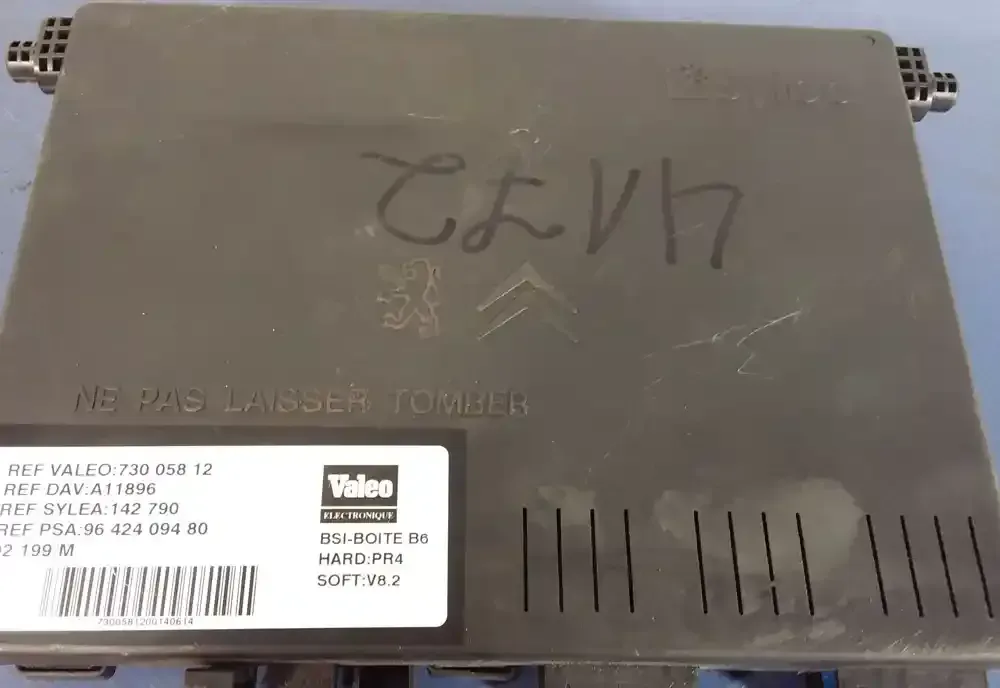 NE PAS LAISSER TOMBER
REF VALEO:730 058 12
REF DAV:A11896
REF SYLEA:142 790
REF PSA:96 424 094 80
02 199 M
7300581200140614
Valeo
ELECTRONIQUE
BSI-BOITE B6
HARD:PR4
SOFT:V8.2